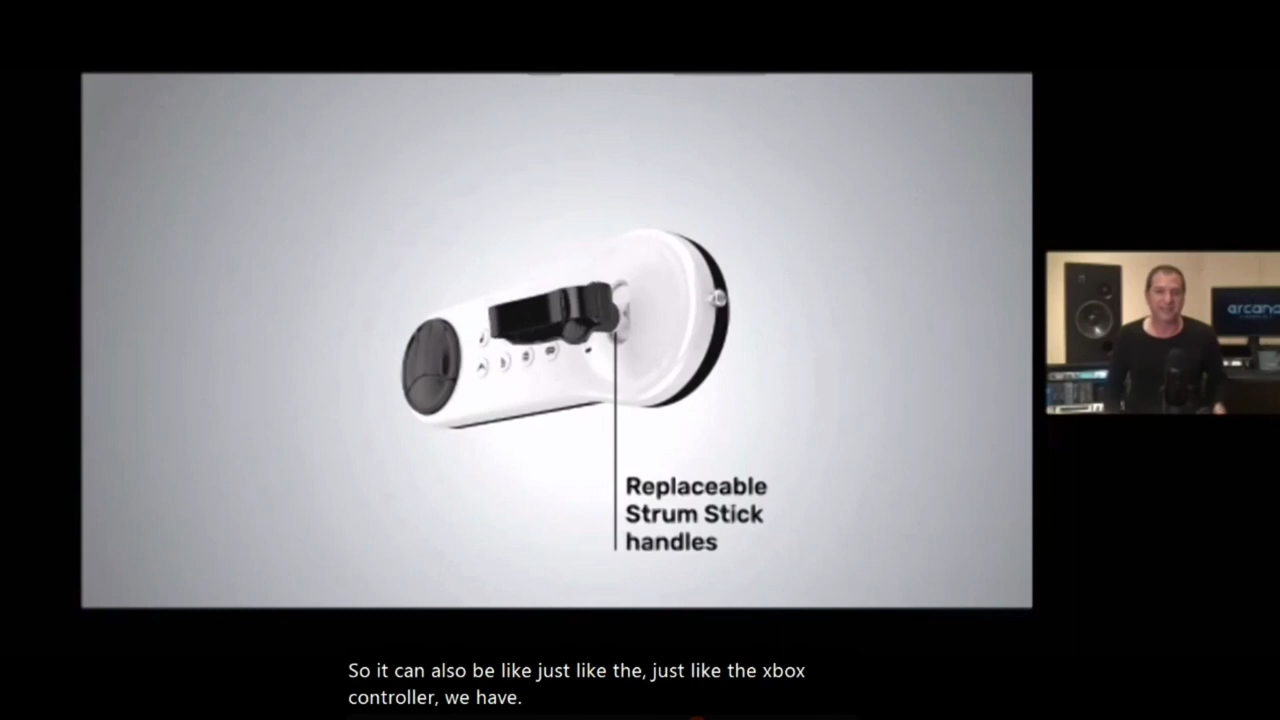 arcana
Replaceable
Strum Stick
handles
So it can also be like just like the, just like the xbox
controller, we have.